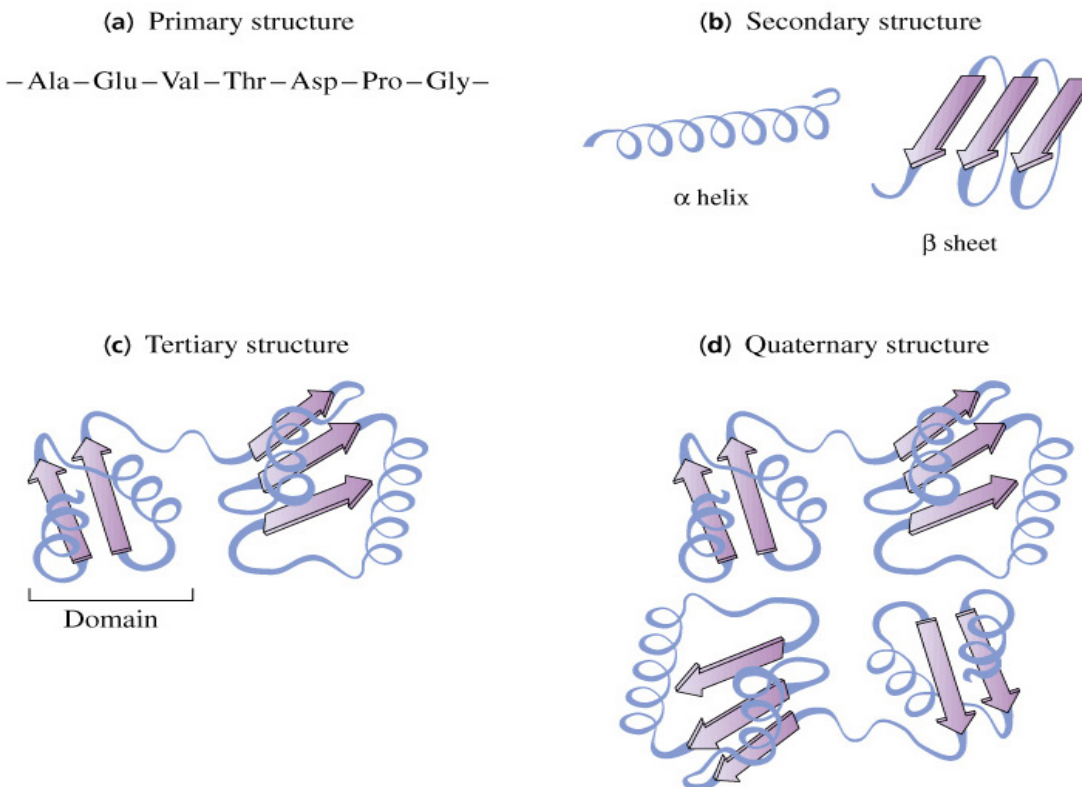 (a) Primary structure
–Ala–Glu–Val–Thr–Asp–Pro–Gly–
(b) Secondary structure
α helix
β sheet
(c) Tertiary structure
Domain
(d) Quaternary structure